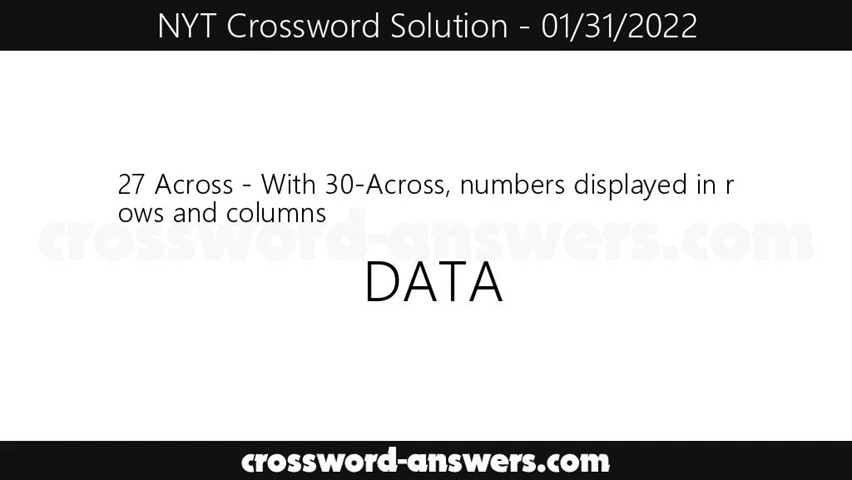 NYT Crossword Solution - 01/31/2022
27 Across - With 30-Across, numbers displayed in r
ows and columns
crossword-answers.com
DATA
crossword-answers.com